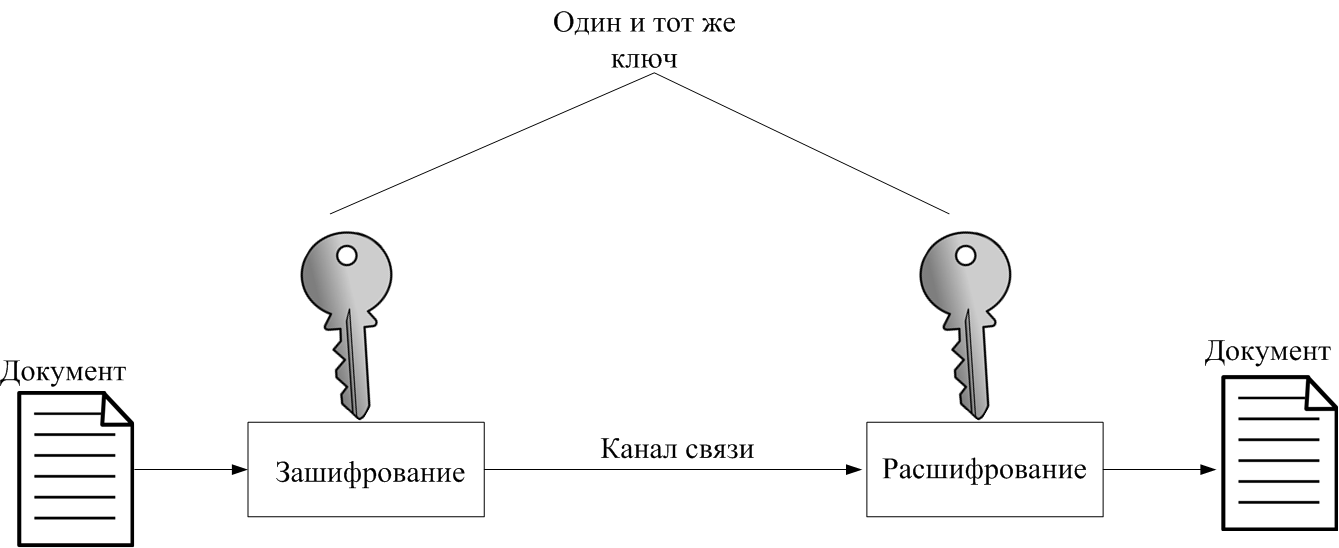 Один и тот же
ключ
Документ
Документ
Зашифрование
Канал связи
Расшифрование